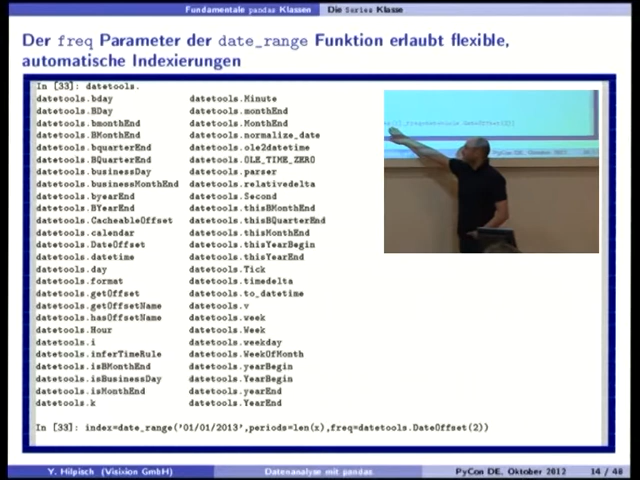 Fundamentale pandas Klassen Die Series Klasse
Der freq Parameter der date_range Funktion erlaubt flexible,
automatische Indexierungen
In [33]: datetools.
datetools.bday datetools.Minute
datetools.BDay datetools.monthEnd
datetools.bmonthEnd datetools.MonthEnd
datetools.BMonthEnd datetools.normalize_date
datetools.bquarterEnd datetools.ole2datetime
datetools.BQuarterEnd datetools.OLE_TIME_ZERO
datetools.businessDay datetools.parser
datetools.businessMonthEnd datetools.relativedelta
datetools.byearEnd datetools.Second
datetools.BYearEnd datetools.thisBMonthEnd
datetools.CacheableOffset datetools.thisBQuarterEnd
datetools.calendar datetools.thisMonthEnd
datetools.DateOffset datetools.thisYearBegin
datetools.datetime datetools.thisYearEnd
datetools.day datetools.Tick
datetools.format datetools.timedelta
datetools.getOffset datetools.to_datetime
datetools.getOffsetName datetools.v
datetools.hasOffsetName datetools.week
datetools.Hour datetools.Week
datetools.i datetools.weekday
datetools.inferTimeRule datetools.WeekOfMonth
datetools.isBMonthEnd datetools.yearBegin
datetools.isBusinessDay datetools.YearBegin
datetools.isMonthEnd datetools.yearEnd
datetools.k datetools.YearEnd
In [33]: index=date_range('01/01/2013',periods=len(x),freq=datetools.DateOffset(2))
Y. Hilpisch (Visixion GmbH) Datenanalyse mit pandas PyCon DE, Oktober 2012 14 / 48